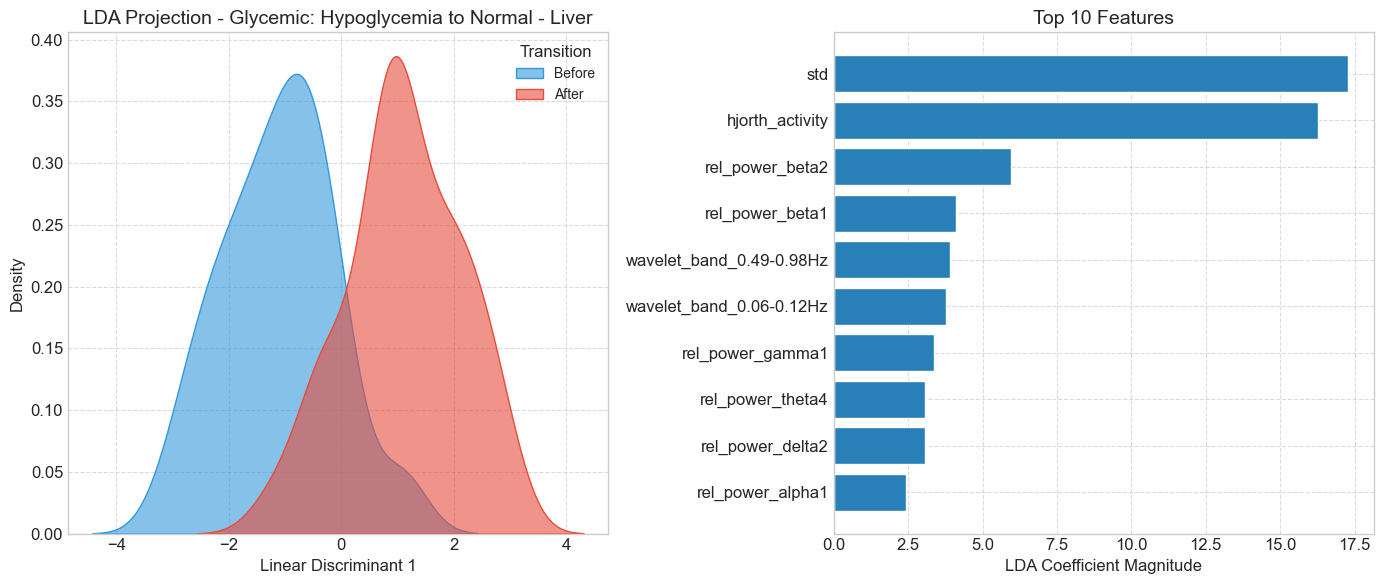 LDA Projection - Glycemic: Hypoglycemia to Normal - Liver
Transition
Before
After
0.40
0.35
0.30
0.25
0.20
0.15
0.10
0.05
0.00
Density
−4
−2
0
2
4
Linear Discriminant 1
Top 10 Features
std
hjorth_activity
rel_power_beta2
rel_power_beta1
wavelet_band_0.49-0.98Hz
wavelet_band_0.06-0.12Hz
rel_power_gamma1
rel_power_theta4
rel_power_delta2
rel_power_alpha1
0.0
2.5
5.0
7.5
10.0
12.5
15.0
17.5
LDA Coefficient Magnitude